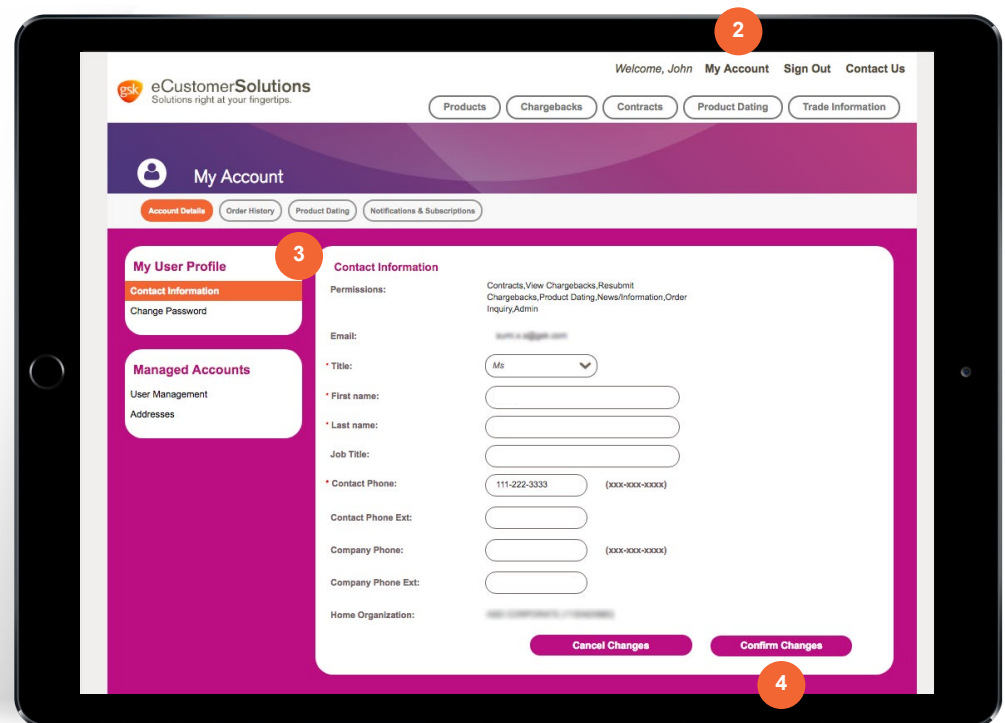 2
Welcome, John My Account Sign Out Contact Us
gsk eCustomerSolutions
Solutions right at your fingertips.
Products Chargebacks Contracts Product Dating Trade Information
My Account
Account Details Order History Product Dating Notifications & Subscriptions
3
My User Profile
Contact Information
Change Password
Managed Accounts
User Management
Addresses
Contact Information
Permissions: Contracts,View Chargebacks,Resubmit
Chargebacks,Product Dating,News/Information,Order
Inquiry,Admin
Email:
* Title: Ms
* First name:
* Last name:
Job Title:
* Contact Phone: 111-222-3333 (xxx-xxx-xxxx)
Contact Phone Ext:
Company Phone: (xxx-xxx-xxxx)
Company Phone Ext:
Home Organization:
Cancel Changes Confirm Changes
4